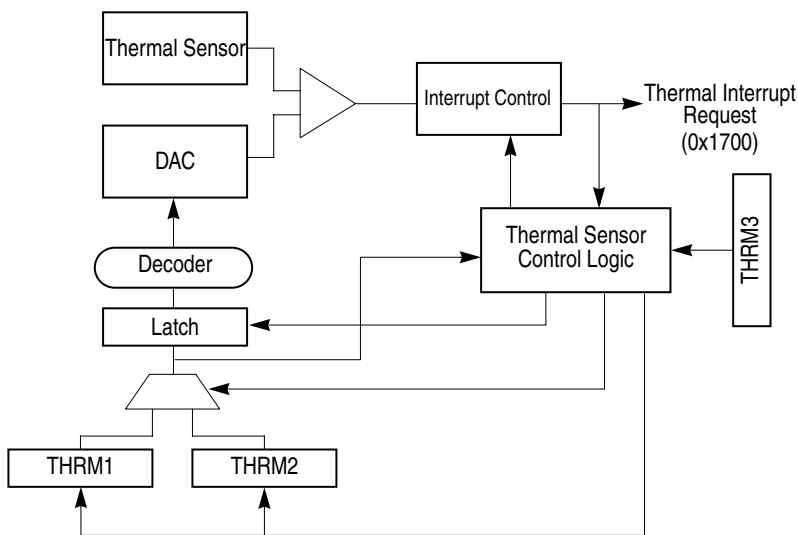 Thermal Sensor
Interrupt Control
Thermal Interrupt
Request
(0x1700)
DAC
Thermal Sensor
Control Logic
THRM3
Decoder
Latch
THRM1
THRM2